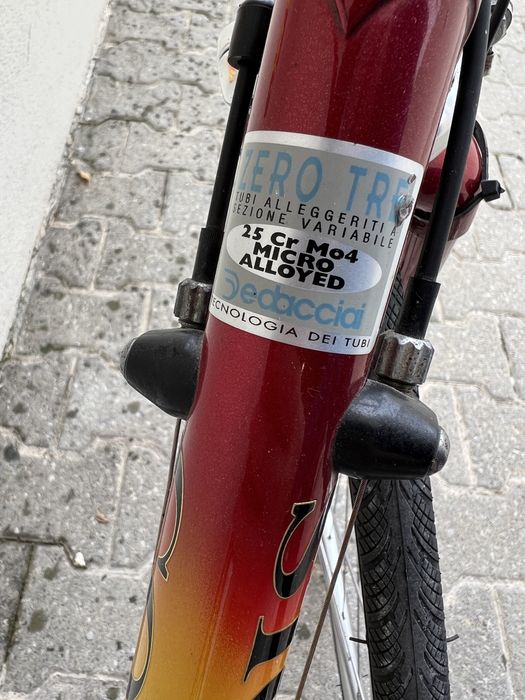 ZERO TRE
TUBI ALLEGGERITI A
SEZIONE VARIABILE
25 Cr Mo4
MICRO
ALLOYED
Dedacciai
TECNOLOGIA DEI TUBI